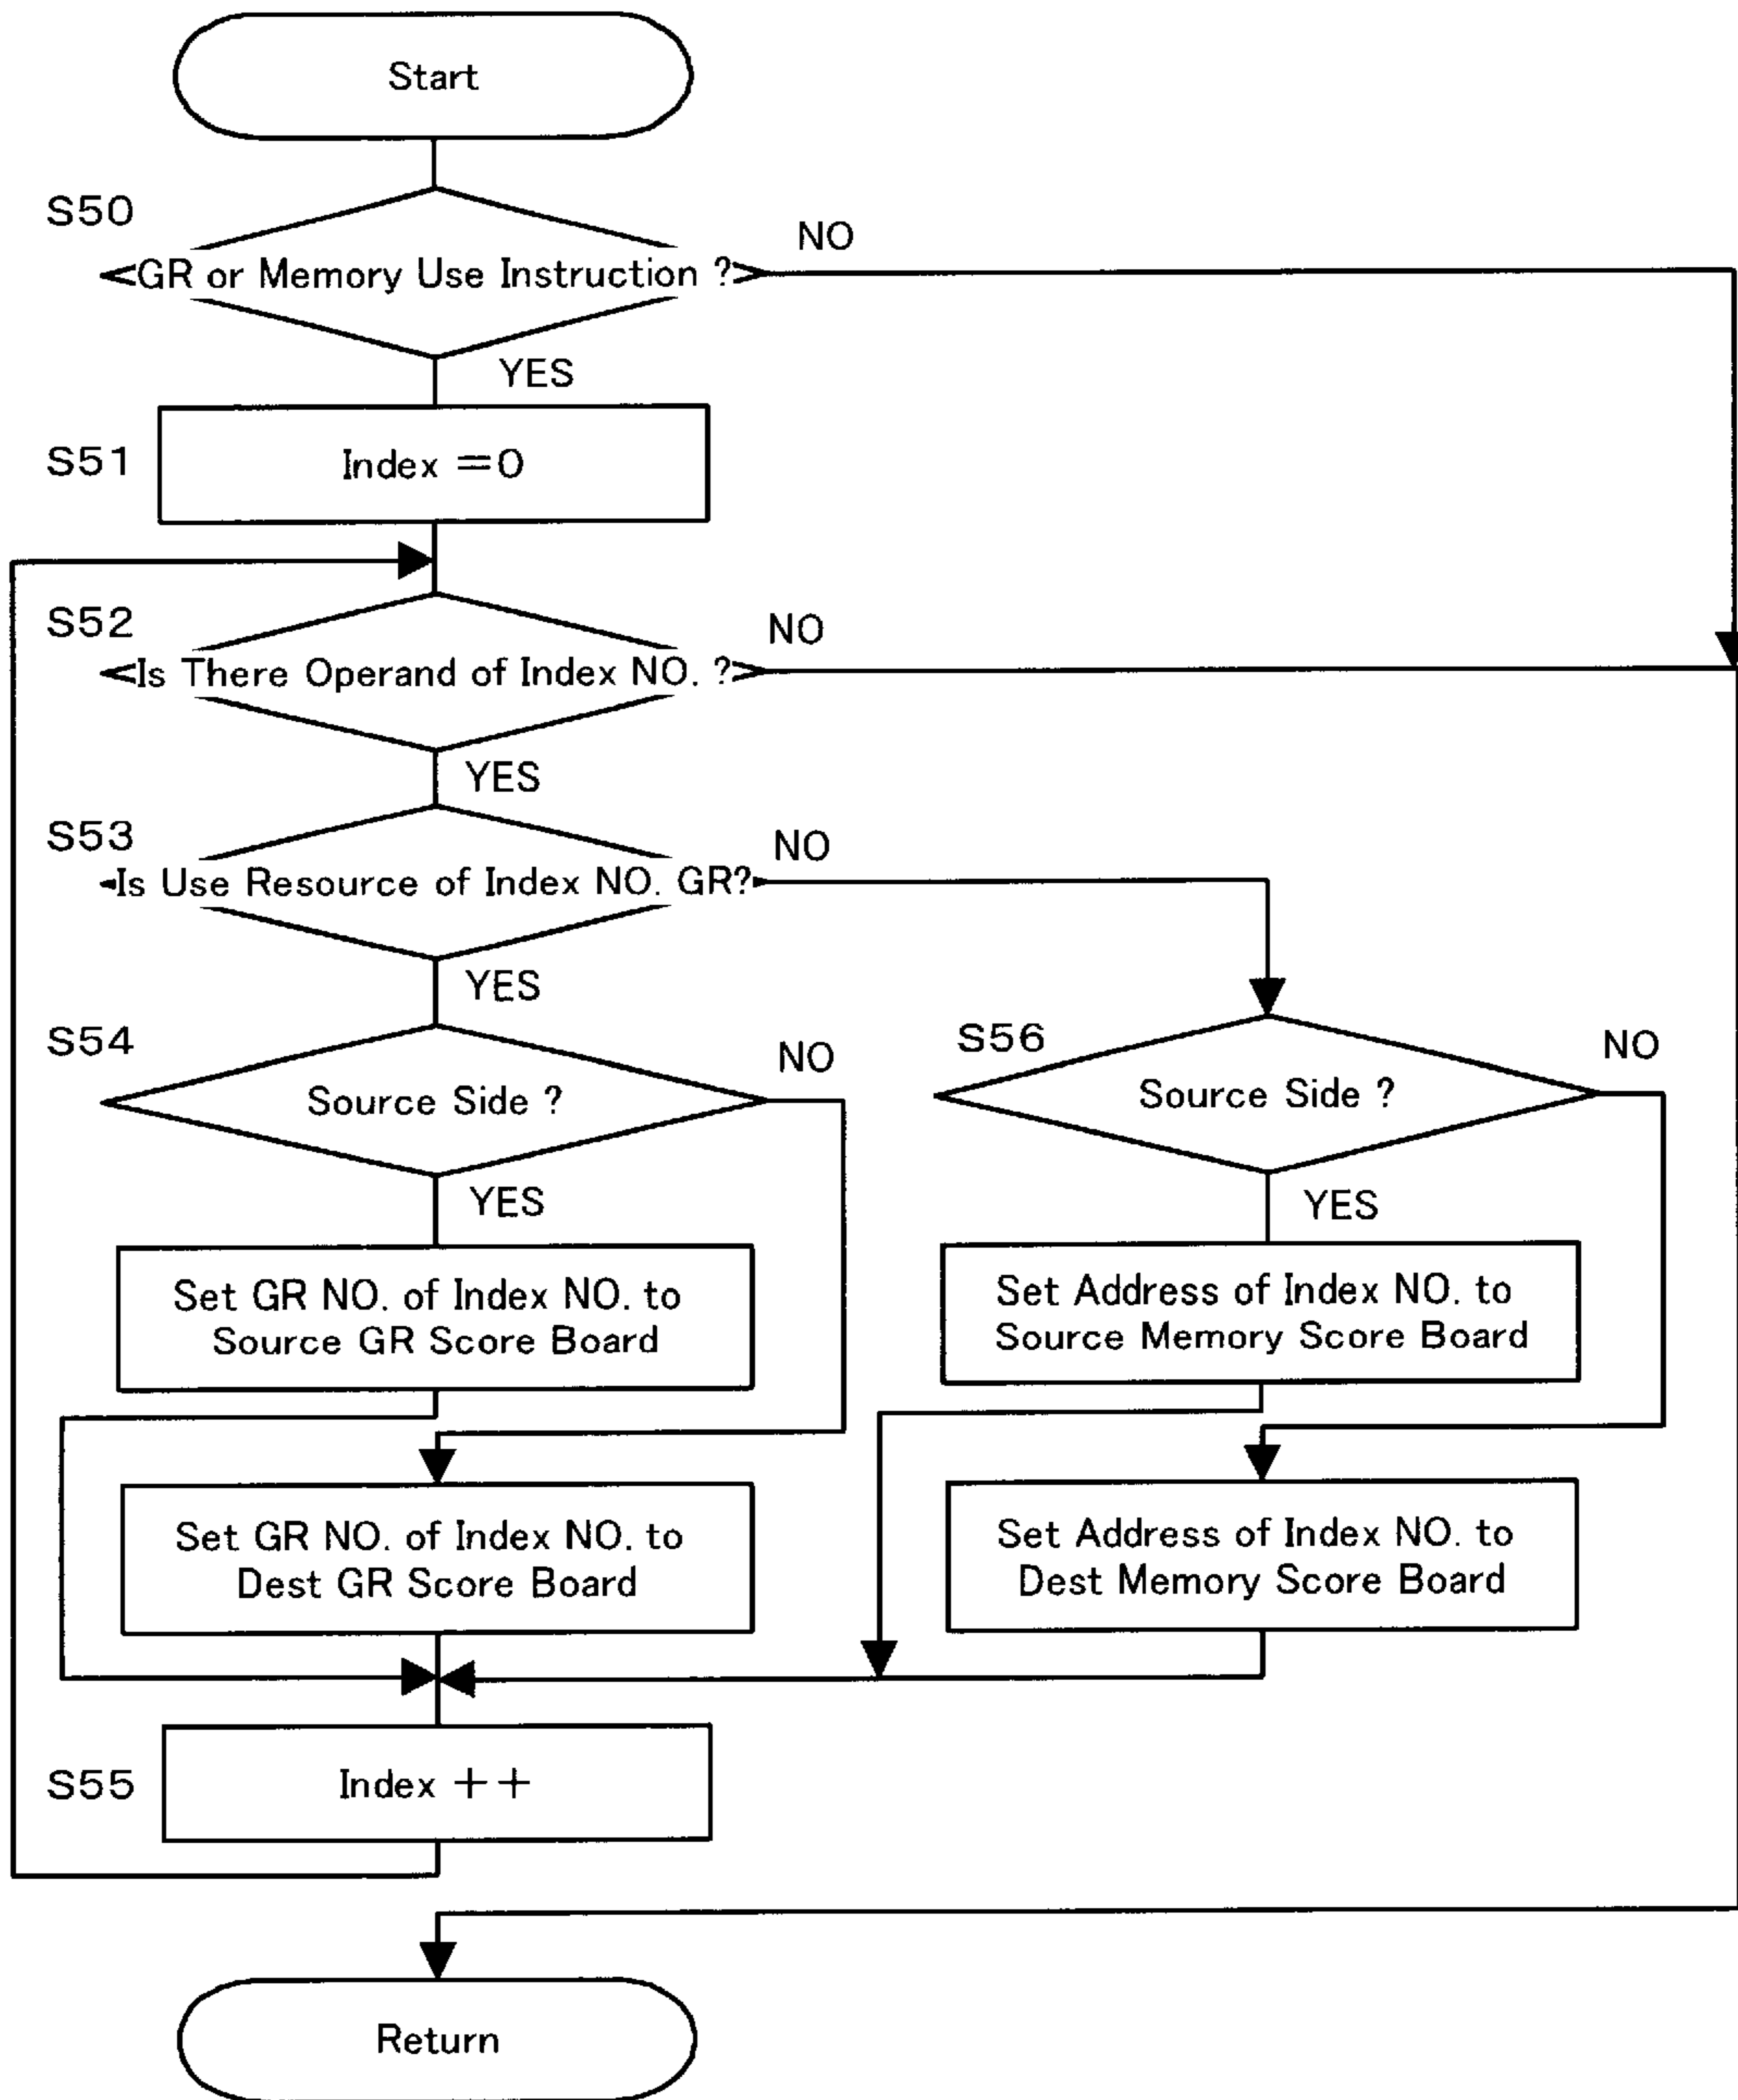 Start
S50
NO
GR or Memory Use Instruction ?
YES
S51
Index =0
S52
NO
Is There Operand of Index NO. ?
YES
S53
NO
Is Use Resource of Index NO. GR?
YES
S54
NO
Source Side ?
YES
S56
NO
Source Side ?
YES
Set GR NO. of Index NO. to
Source GR Score Board
Set Address of Index NO. to
Source Memory Score Board
Set GR NO. of Index NO. to
Dest GR Score Board
Set Address of Index NO. to
Dest Memory Score Board
S55
Index ++
Return